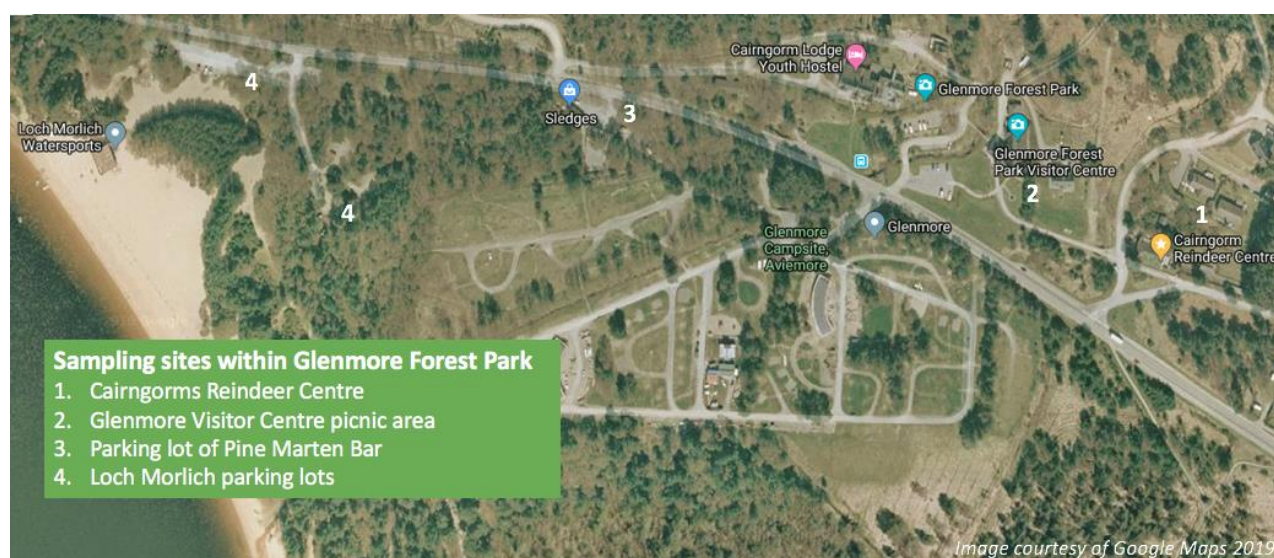 4
Cairngorm Lodge
Youth Hostel
Glenmore Forest Park
Sledges
3
Loch Morlich
Watersports
Glenmore Forest
Park Visitor Centre
2
4
1
Glenmore
Glenmore
Campsite,
Aviemore
Cairngorm
Reindeer Centre
Sampling sites within Glenmore Forest Park
1. Cairngorms Reindeer Centre
2. Glenmore Visitor Centre picnic area
3. Parking lot of Pine Marten Bar
4. Loch Morlich parking lots
Image courtesy of Google Maps 2019